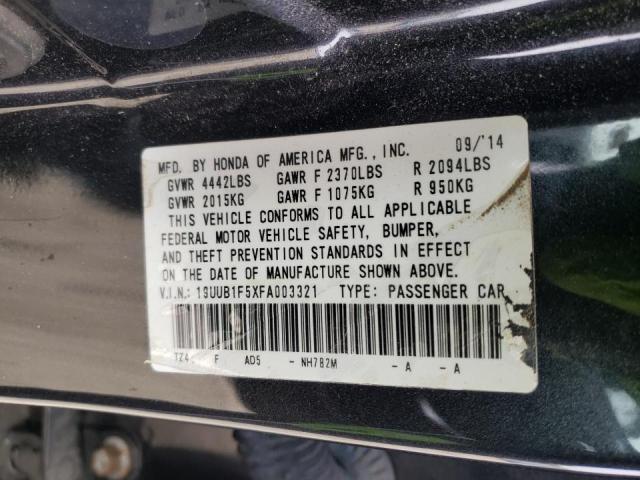 MFD. BY HONDA OF AMERICA MFG., INC. 09/'14
GVWR 4442LBS GAWR F 2370LBS R 2094LBS
GVWR 2015KG GAWR F 1075KG R 950KG
THIS VEHICLE CONFORMS TO ALL APPLICABLE
FEDERAL MOTOR VEHICLE SAFETY, BUMPER,
AND THEFT PREVENTION STANDARDS IN EFFECT
ON THE DATE OF MANUFACTURE SHOWN ABOVE.
V.I.N.: 19UUB1F5XFA003321 TYPE: PASSENGER CAR
TZ4 F AD5 - NH782M - A - A